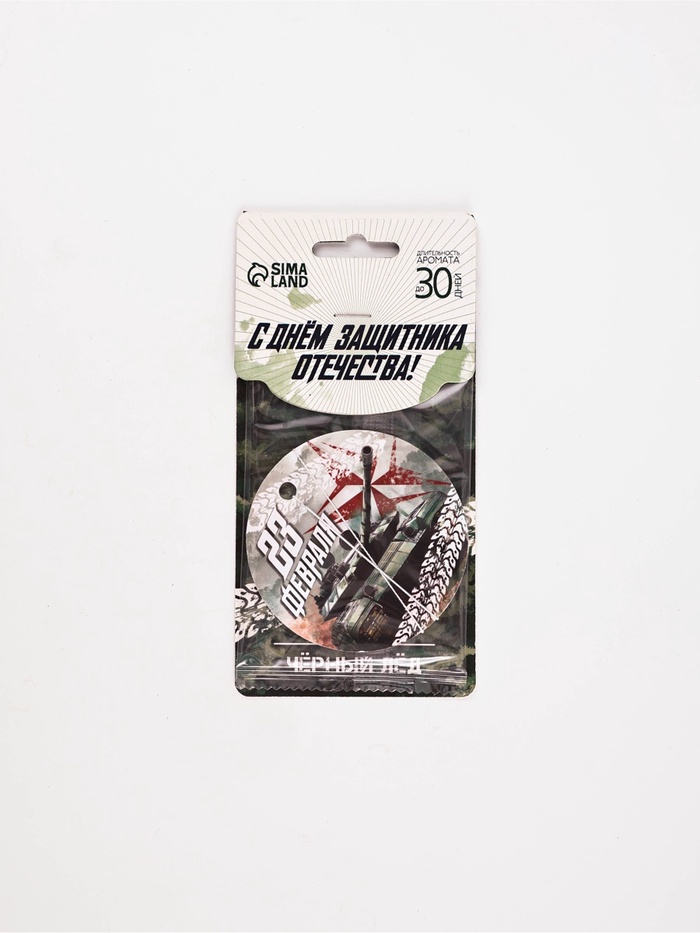 SIMA
LAND
ДЛИТЕЛЬНОСТЬ
АРОМАТА
ДО 30 ДНЕЙ
С ДНЁМ ЗАЩИТНИКА
ОТЕЧЕСТВА!
23
ФЕВРАЛЯ
ЧЁРНЫЙ ЛЁД